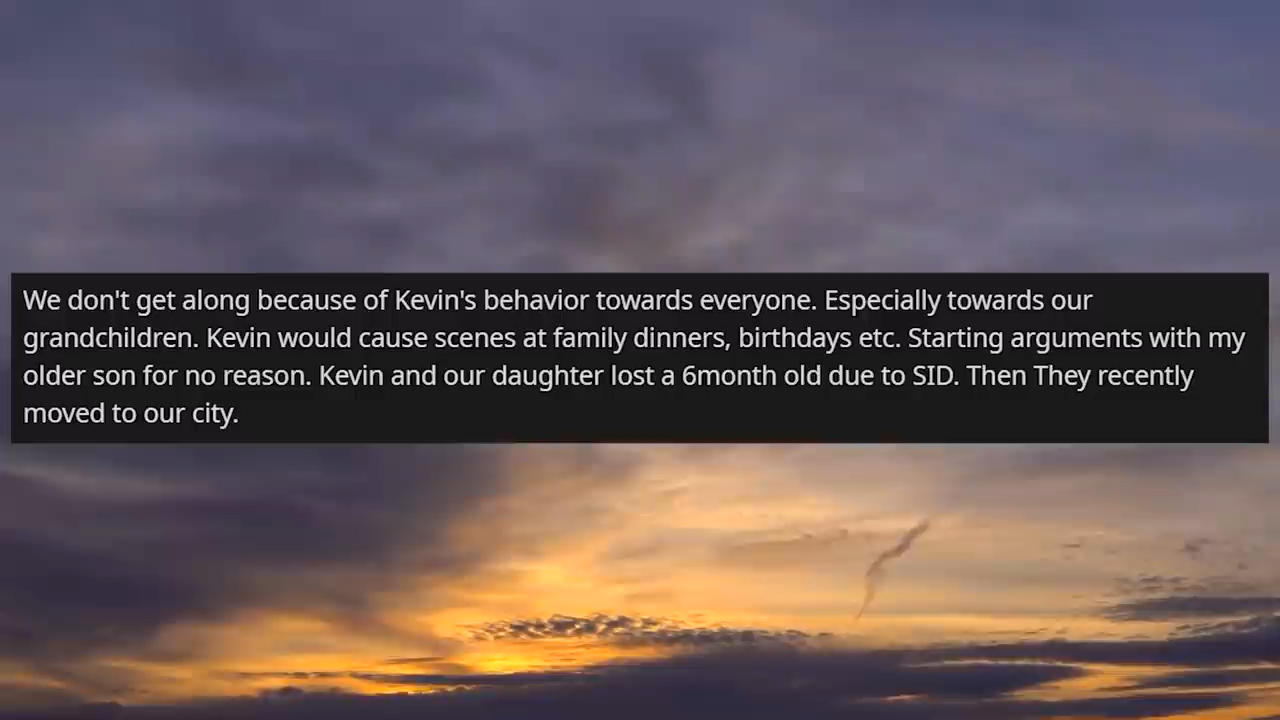 We don't get along because of Kevin's behavior towards everyone. Especially towards our
grandchildren. Kevin would cause scenes at family dinners, birthdays etc. Starting arguments with my
older son for no reason. Kevin and our daughter lost a 6month old due to SID. Then They recently
moved to our city.